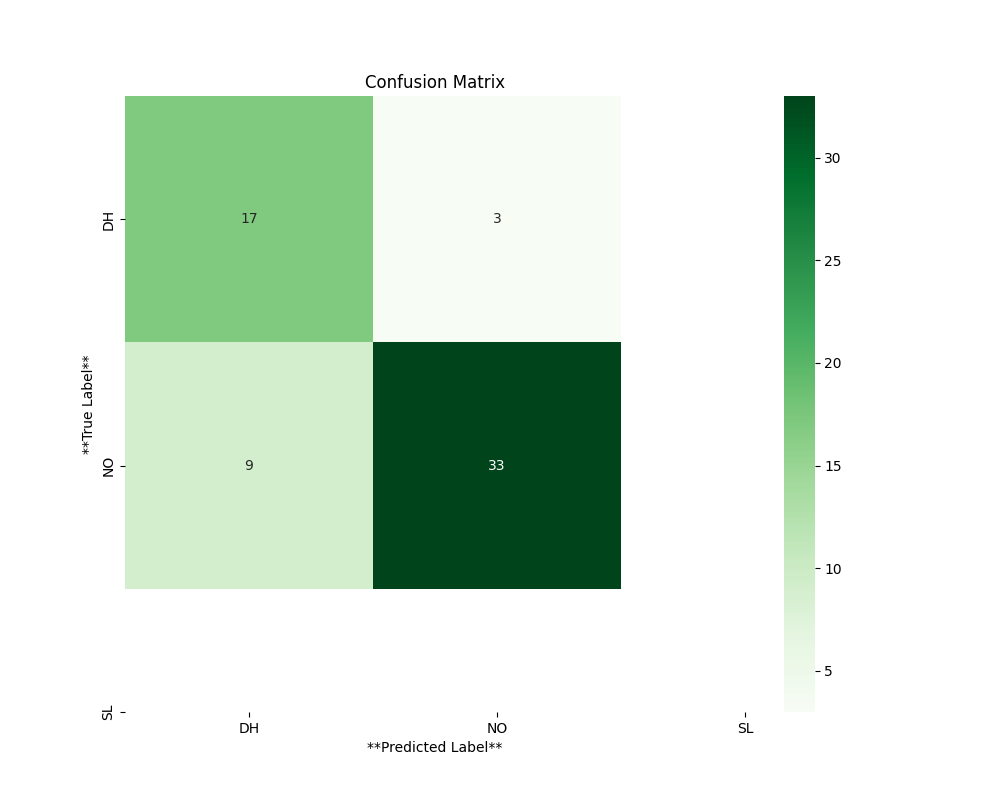 Confusion Matrix
DH
17
3
30
25
20
**True Label**
NO
9
33
15
10
5
SL
DH
NO
SL
**Predicted Label**